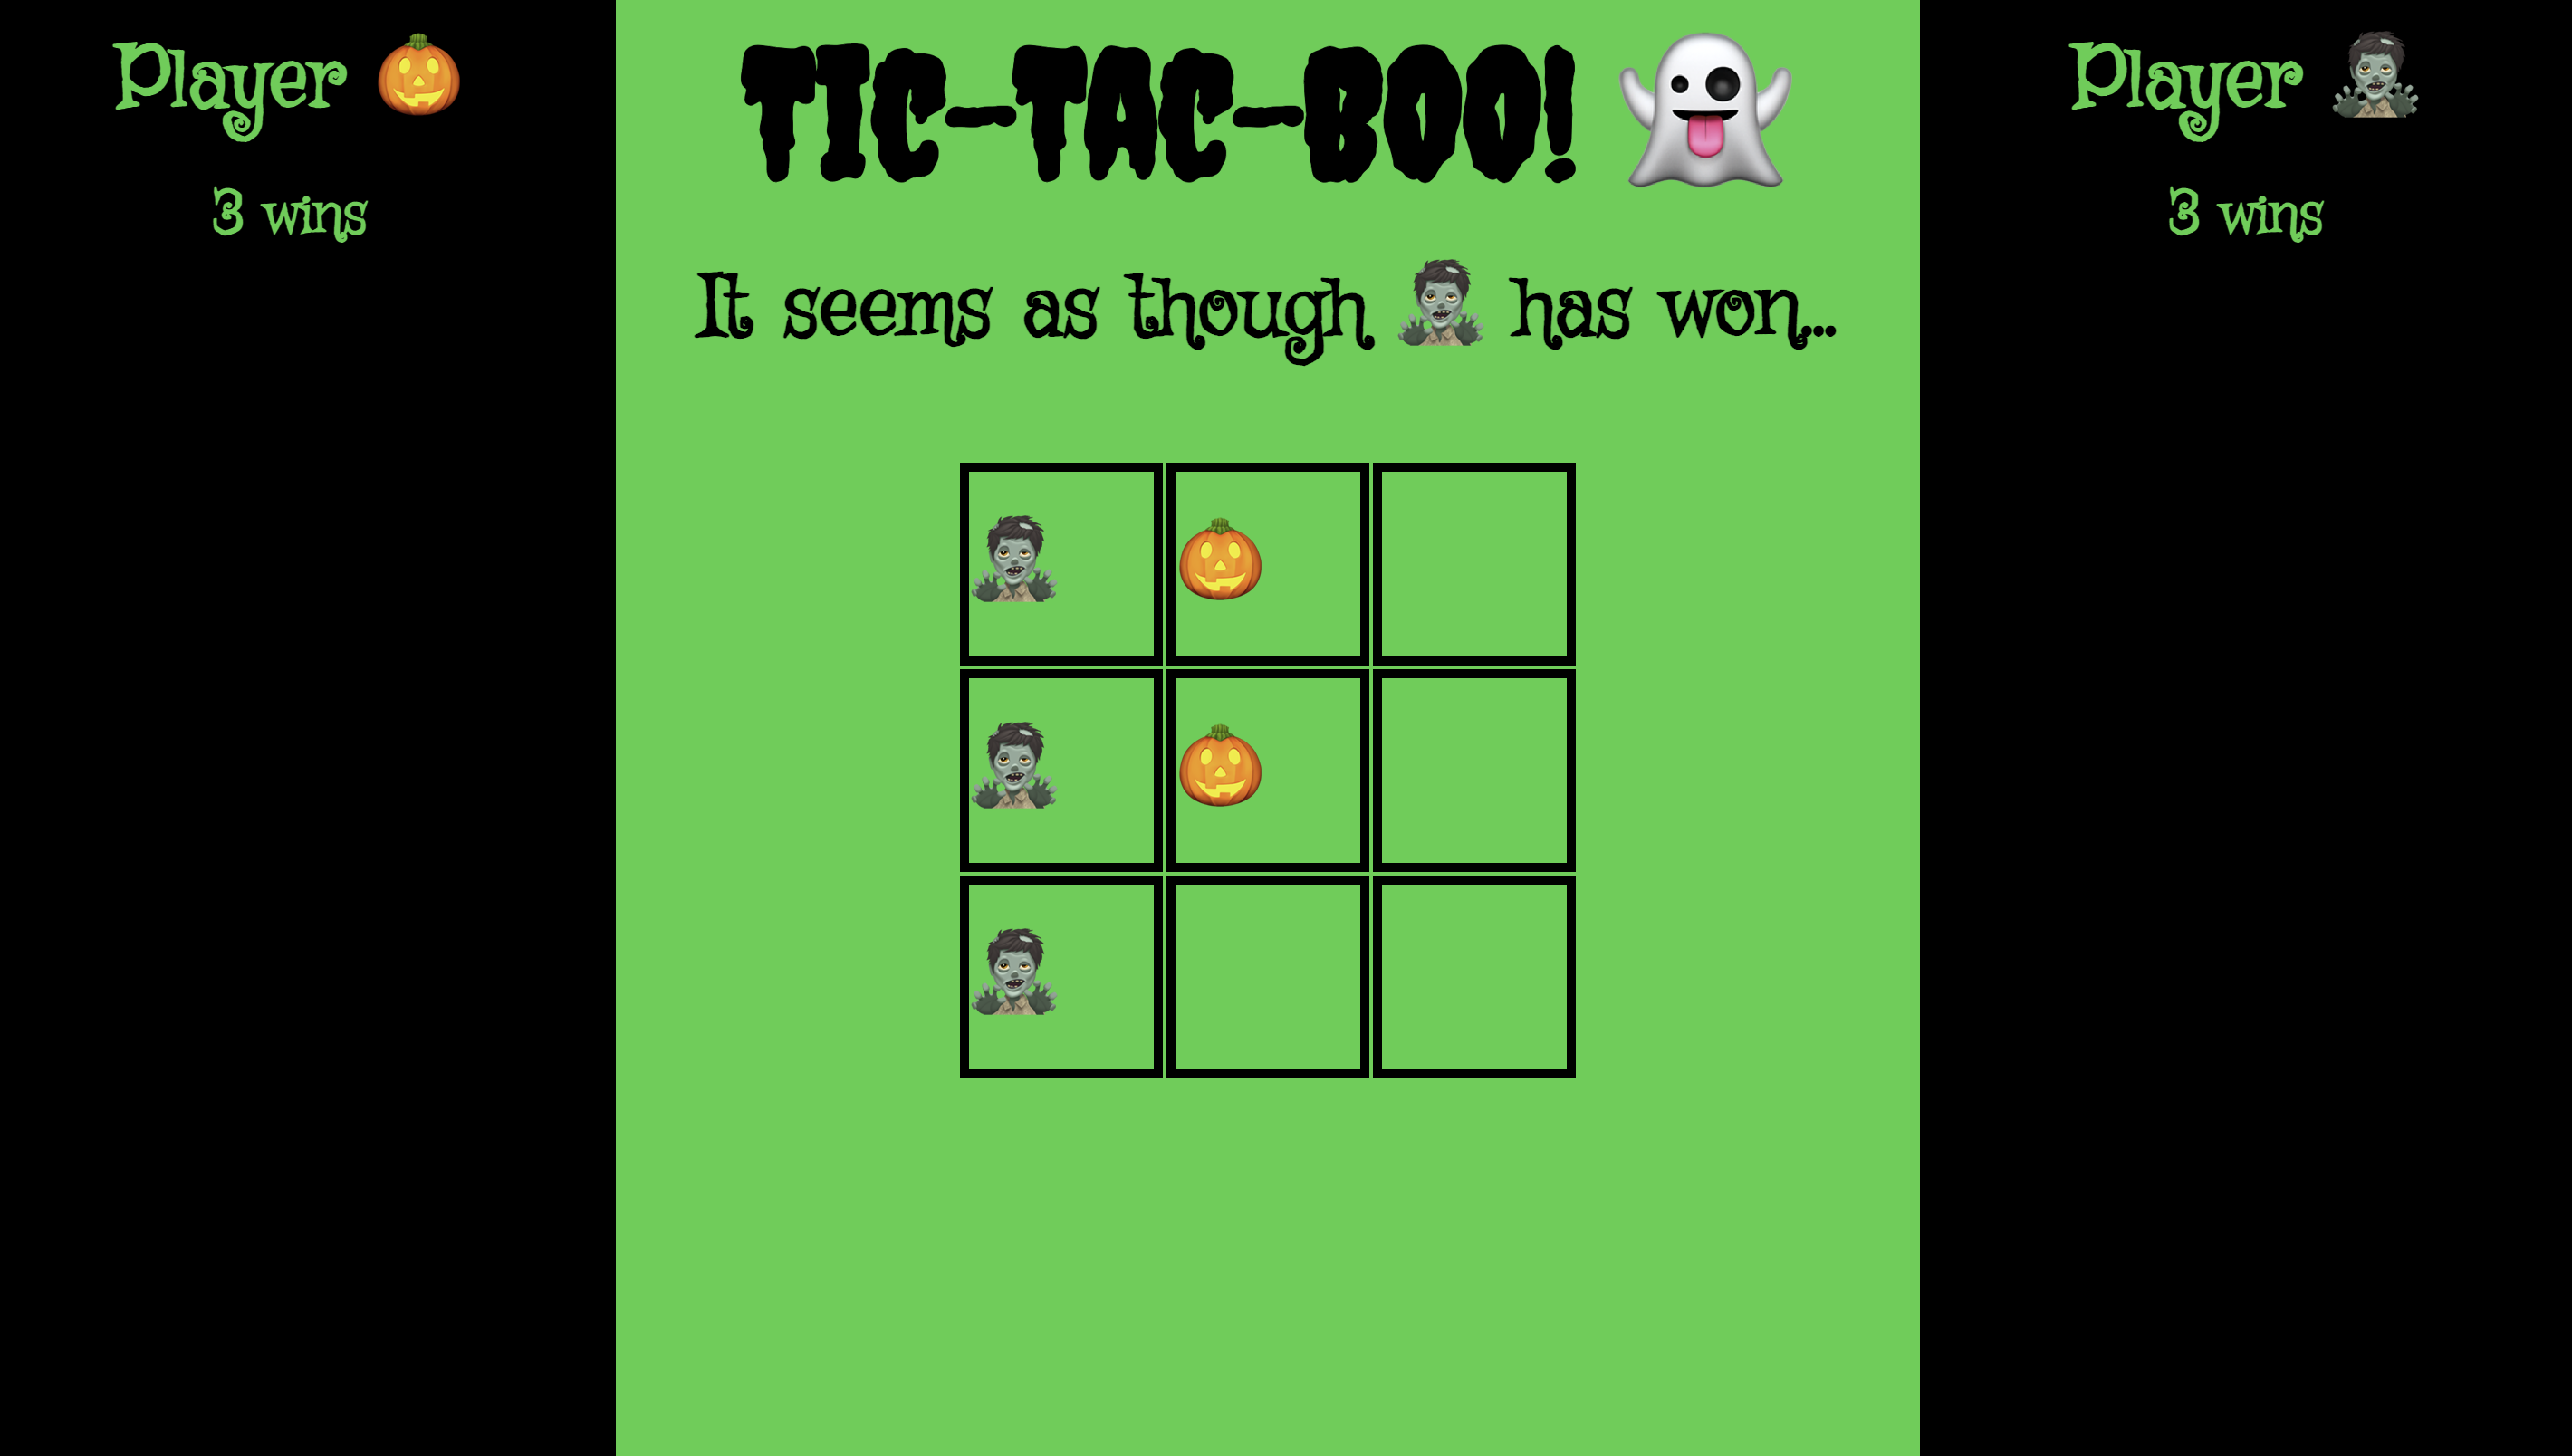 Player 🎃
3 wins
TIC-TAC-BOO! 👻
It seems as though 🧟 has won...
Player 🧟
3 wins